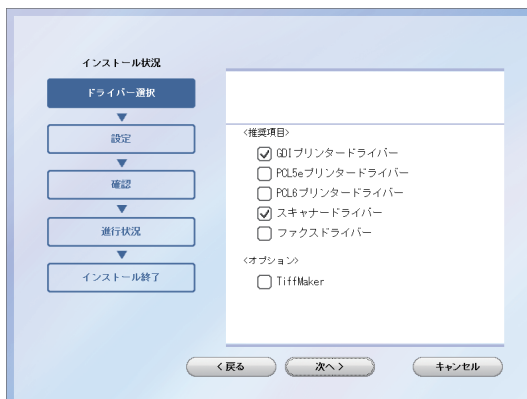 インストール状況
ドライバー選択
設定
確認
進行状況
インストール終了
<推奨項目>
GDIプリンタードライバー
PCL5eプリンタードライバー
PCL6プリンタードライバー
スキャナードライバー
ファクスドライバー
<オプション>
TiffMaker
<戻る
次へ>
キャンセル